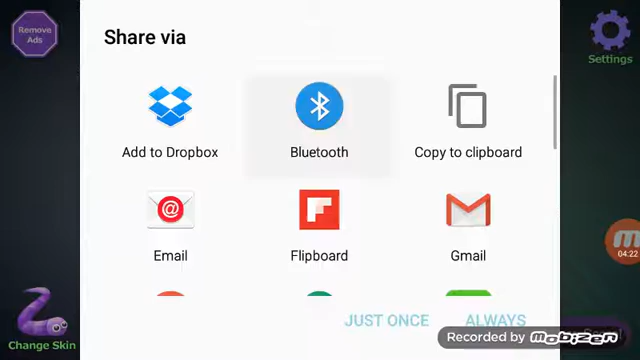 Remove
Ads
Share via
Settings
Add to Dropbox
Bluetooth
Copy to clipboard
Email
Flipboard
Gmail
04:22
JUST ONCE
ALWAYS
Change Skin
Recorded by mobizen